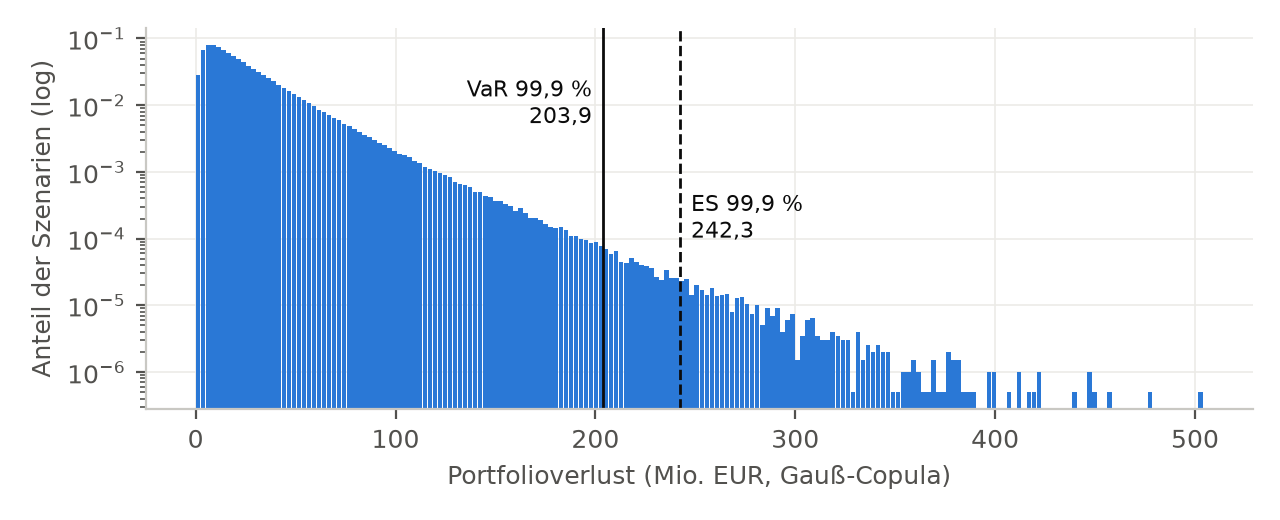 Anteil der Szenarien (log)
10⁻¹
10⁻²
10⁻³
10⁻⁴
10⁻⁵
10⁻⁶
VaR 99,9 %
203,9
ES 99,9 %
242,3
0 100 200 300 400 500
Portfolioverlust (Mio. EUR, Gauß-Copula)